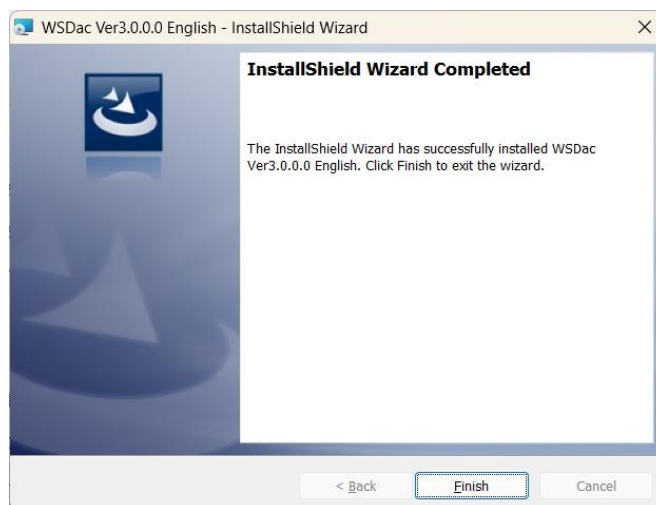 WSDac Ver3.0.0.0 English - InstallShield Wizard
InstallShield Wizard Completed
The InstallShield Wizard has successfully installed WSDac
Ver3.0.0.0 English. Click Finish to exit the wizard.
< Back
Finish
Cancel